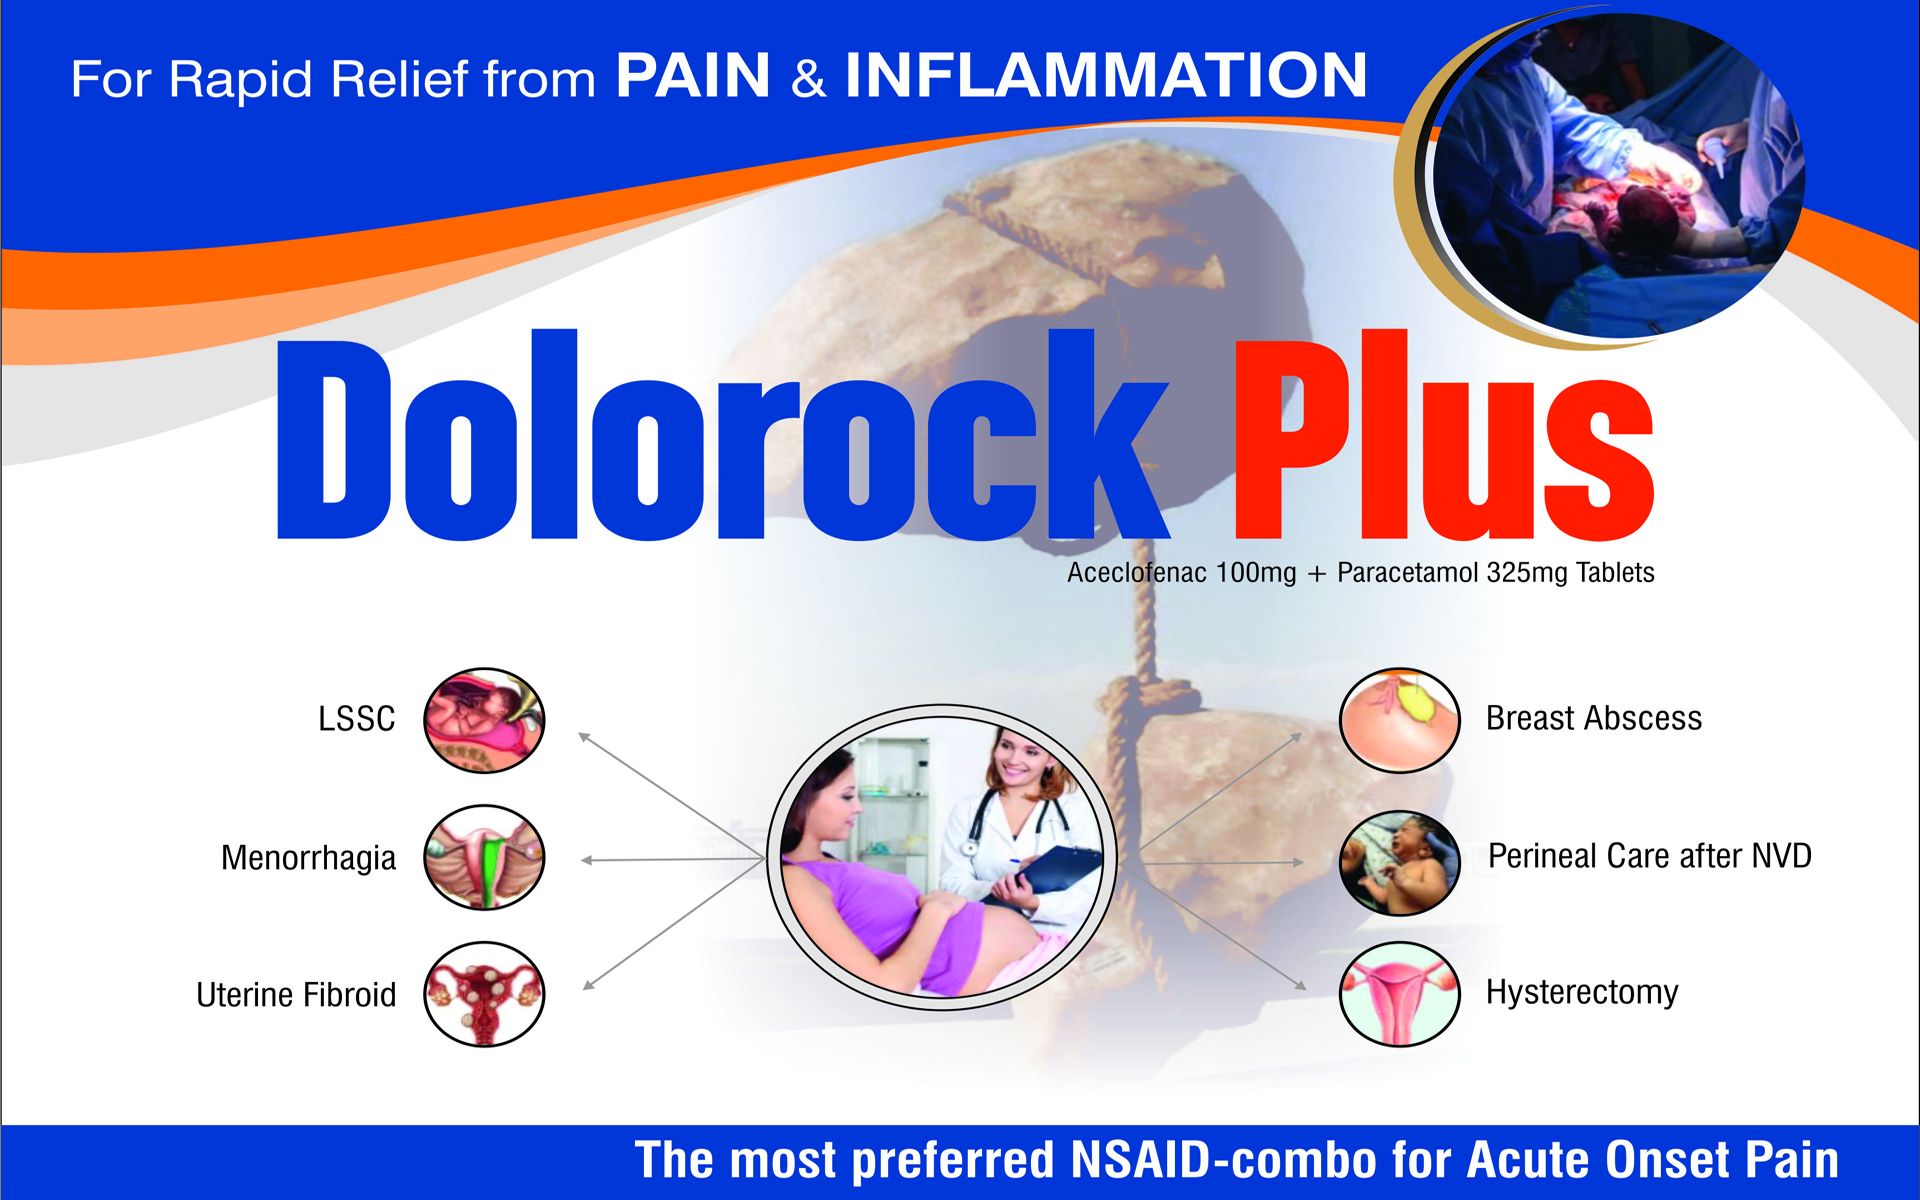 For Rapid Relief from PAIN & INFLAMMATION
Dolorock Plus
Aceclofenac 100mg + Paracetamol 325mg Tablets
LSSC
Menorrhagia
Uterine Fibroid
Breast Abscess
Perineal Care after NVD
Hysterectomy
The most preferred NSAID-combo for Acute Onset Pain